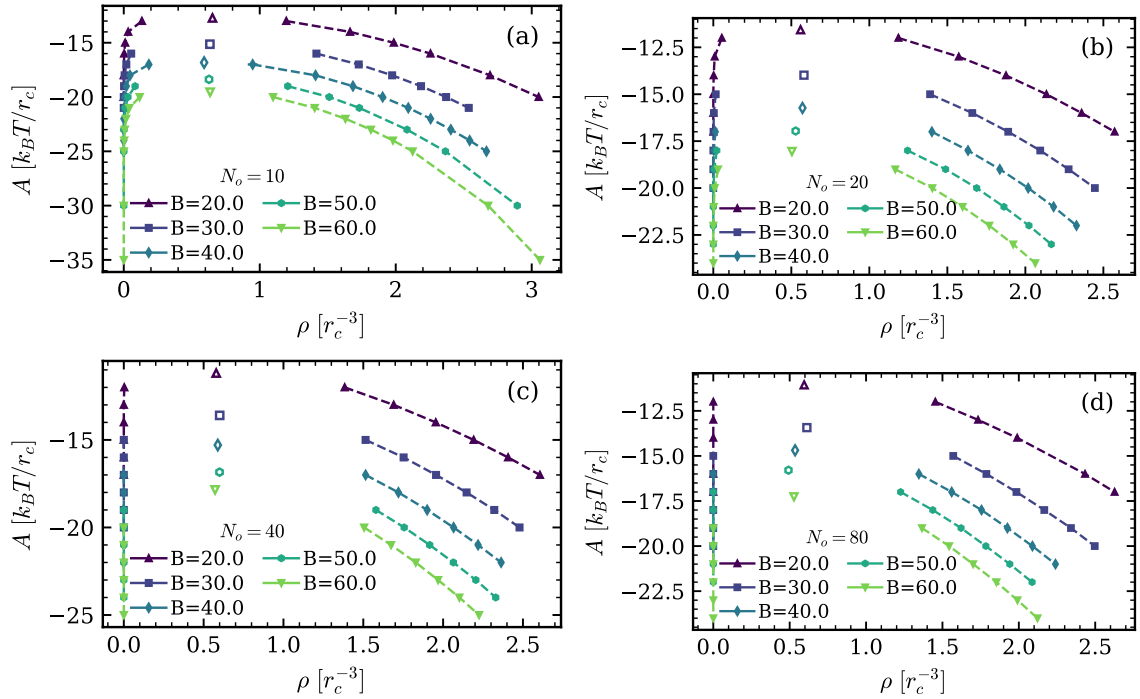 (a)
A [k_BT/r_c]
−15
−20
−25
−30
−35
N_o = 10
B=20.0
B=30.0
B=40.0
B=50.0
B=60.0
0 1 2 3
ρ [r_c^{−3}]
(b)
A [k_BT/r_c]
−12.5
−15.0
−17.5
−20.0
−22.5
N_o = 20
B=20.0
B=30.0
B=40.0
B=50.0
B=60.0
0.0 0.5 1.0 1.5 2.0 2.5
ρ [r_c^{−3}]
(c)
A [k_BT/r_c]
−15
−20
−25
N_o = 40
B=20.0
B=30.0
B=40.0
B=50.0
B=60.0
0.0 0.5 1.0 1.5 2.0 2.5
ρ [r_c^{−3}]
(d)
A [k_BT/r_c]
−12.5
−15.0
−17.5
−20.0
−22.5
N_o = 80
B=20.0
B=30.0
B=40.0
B=50.0
B=60.0
0.0 0.5 1.0 1.5 2.0 2.5
ρ [r_c^{−3}]